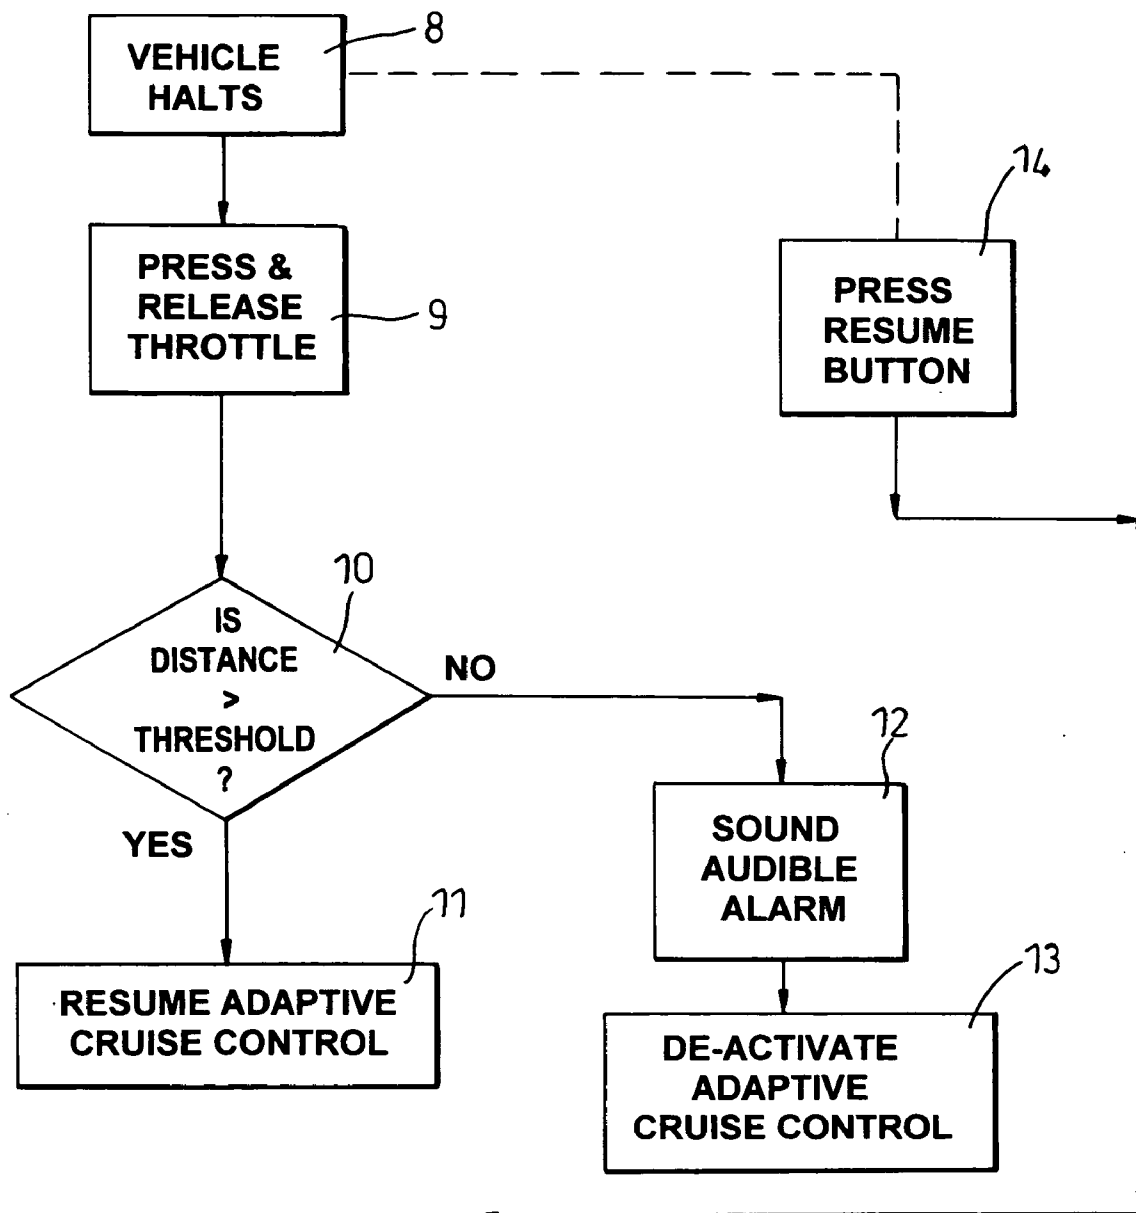 VEHICLE
HALTS
8
PRESS &
RELEASE
THROTTLE
9
14
PRESS
RESUME
BUTTON
10
IS
DISTANCE
>
THRESHOLD
?
NO
YES
12
SOUND
AUDIBLE
ALARM
11
RESUME ADAPTIVE
CRUISE CONTROL
13
DE-ACTIVATE
ADAPTIVE
CRUISE CONTROL